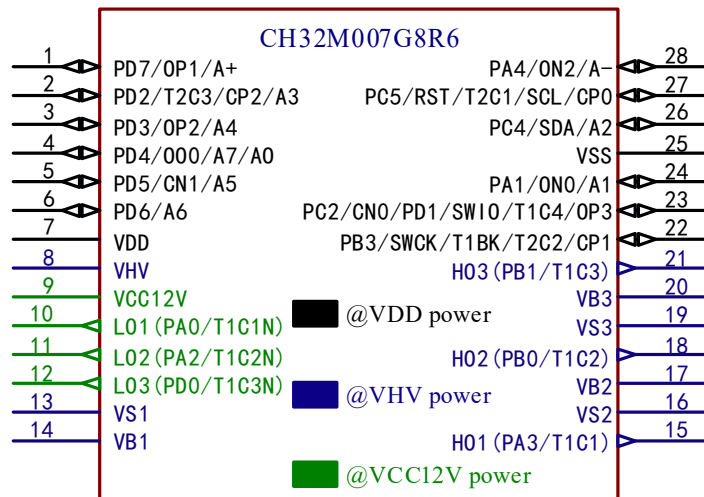 CH32M007G8R6
1 PD7/OP1/A+
2 PD2/T2C3/CP2/A3
3 PD3/OP2/A4
4 PD4/OO0/A7/A0
5 PD5/CN1/A5
6 PD6/A6
7 VDD
8 VHV
9 VCC12V
10 LO1(PA0/T1C1N)
11 LO2(PA2/T1C2N)
12 LO3(PD0/T1C3N)
13 VS1
14 VB1
PA4/ON2/A- 28
PC5/RST/T2C1/SCL/CP0 27
PC4/SDA/A2 26
VSS 25
PA1/ON0/A1 24
PC2/CN0/PD1/SWIO/T1C4/OP3 23
PB3/SWCK/T1BK/T2C2/CP1 22
HO3(PB1/T1C3) 21
VB3 20
VS3 19
HO2(PB0/T1C2) 18
VB2 17
VS2 16
HO1(PA3/T1C1) 15
@VDD power
@VHV power
@VCC12V power